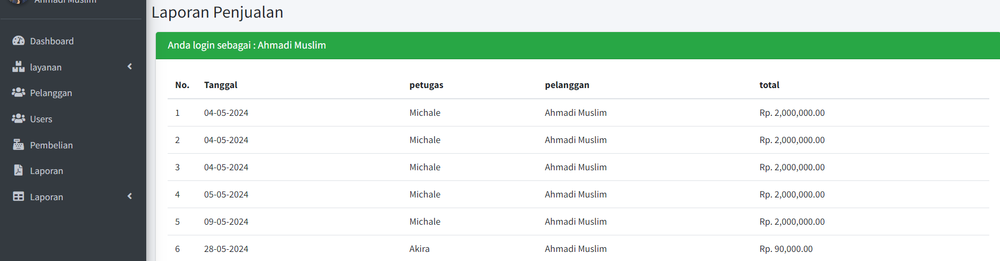 Ahmadi Muslim
Dashboard
layanan
Pelanggan
Users
Pembelian
Laporan
Laporan
Laporan Penjualan
Anda login sebagai : Ahmadi Muslim
No. Tanggal petugas pelanggan total
1 04-05-2024 Michale Ahmadi Muslim Rp. 2,000,000.00
2 04-05-2024 Michale Ahmadi Muslim Rp. 2,000,000.00
3 04-05-2024 Michale Ahmadi Muslim Rp. 2,000,000.00
4 05-05-2024 Michale Ahmadi Muslim Rp. 2,000,000.00
5 09-05-2024 Michale Ahmadi Muslim Rp. 2,000,000.00
6 28-05-2024 Akira Ahmadi Muslim Rp. 90,000.00